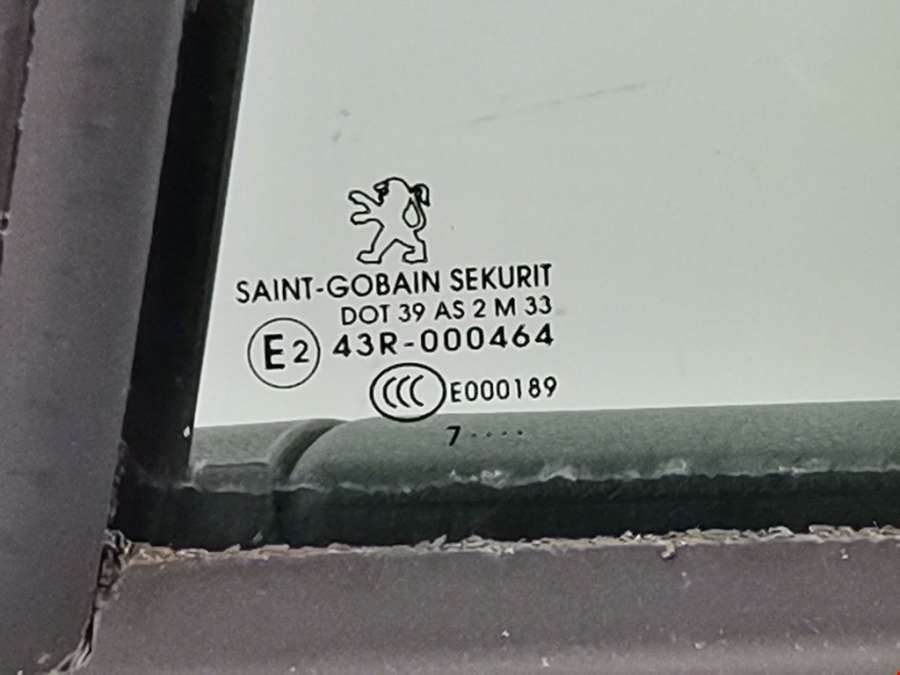 SAINT-GOBAIN SEKURIT
DOT 39 AS 2 M 33
E2 43R-000464
CCC E000189
7 ....